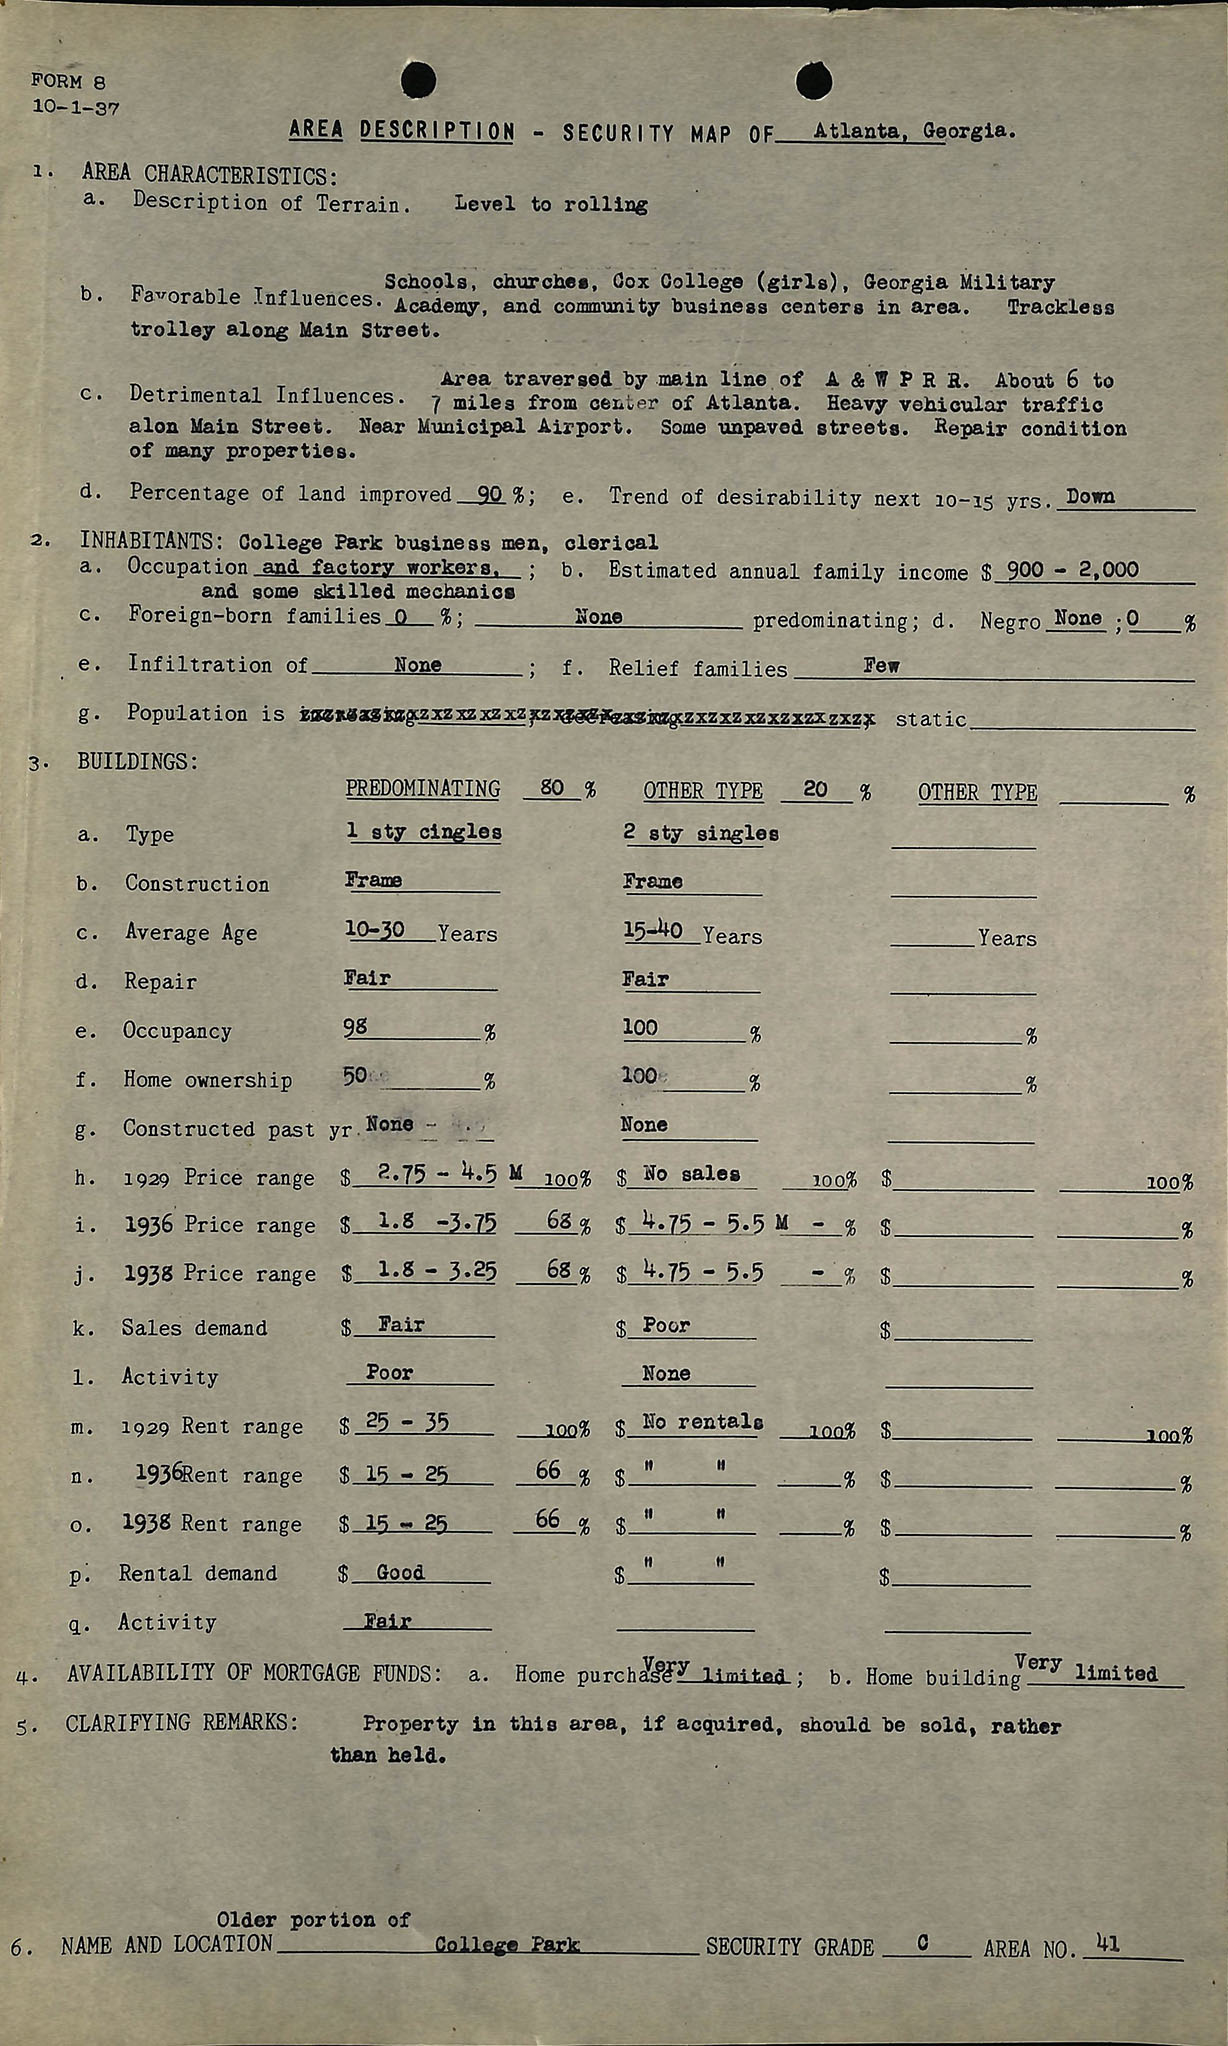 FORM 8
10-1-37
AREA DESCRIPTION - SECURITY MAP OF Atlanta, Georgia.
1. AREA CHARACTERISTICS:
a. Description of Terrain. Level to rolling
b. Favorable Influences. Schools, churches, Cox College (girls), Georgia Military
Academy, and community business centers in area. Trackless
trolley along Main Street.
c. Detrimental Influences. Area traversed by main line of A & W P R R. About 6 to
7 miles from center of Atlanta. Heavy vehicular traffic
alon Main Street. Near Municipal Airport. Some unpaved streets. Repair condition
of many properties.
d. Percentage of land improved 90 %; e. Trend of desirability next 10-15 yrs. Down
2. INHABITANTS: College Park business men, clerical
a. Occupation and factory workers, ; b. Estimated annual family income $ 900 - 2,000
and some skilled mechanics
c. Foreign-born families 0 %; None predominating; d. Negro None ; 0 %
e. Infiltration of None ; f. Relief families Few
g. Population is static
3. BUILDINGS:
PREDOMINATING 80 % OTHER TYPE 20 % OTHER TYPE %
a. Type 1 sty cingles 2 sty singles
b. Construction Frame Frame
c. Average Age 10-30 Years 15-40 Years Years
d. Repair Fair Fair
e. Occupancy 98 % 100 % %
f. Home ownership 50 % 100 % %
g. Constructed past yr. None - None
h. 1929 Price range $ 2.75 - 4.5 M 100% $ No sales 100% $ 100%
i. 1936 Price range $ 1.8 -3.75 68 % $ 4.75 - 5.5 M - % $ %
j. 1938 Price range $ 1.8 - 3.25 68 % $ 4.75 - 5.5 - % $ %
k. Sales demand $ Fair $ Poor $
l. Activity Poor None
m. 1929 Rent range $ 25 - 35 100% $ No rentals 100% $ 100%
n. 1936Rent range $ 15 - 25 66 % $ " " % $ %
o. 1938 Rent range $ 15 - 25 66 % $ " " % $ %
p. Rental demand $ Good $ " " $
q. Activity Fair
4. AVAILABILITY OF MORTGAGE FUNDS: a. Home purchase Very limited ; b. Home building Very limited
5. CLARIFYING REMARKS: Property in this area, if acquired, should be sold, rather
than held.
Older portion of
6. NAME AND LOCATION College Park SECURITY GRADE C AREA NO. 41